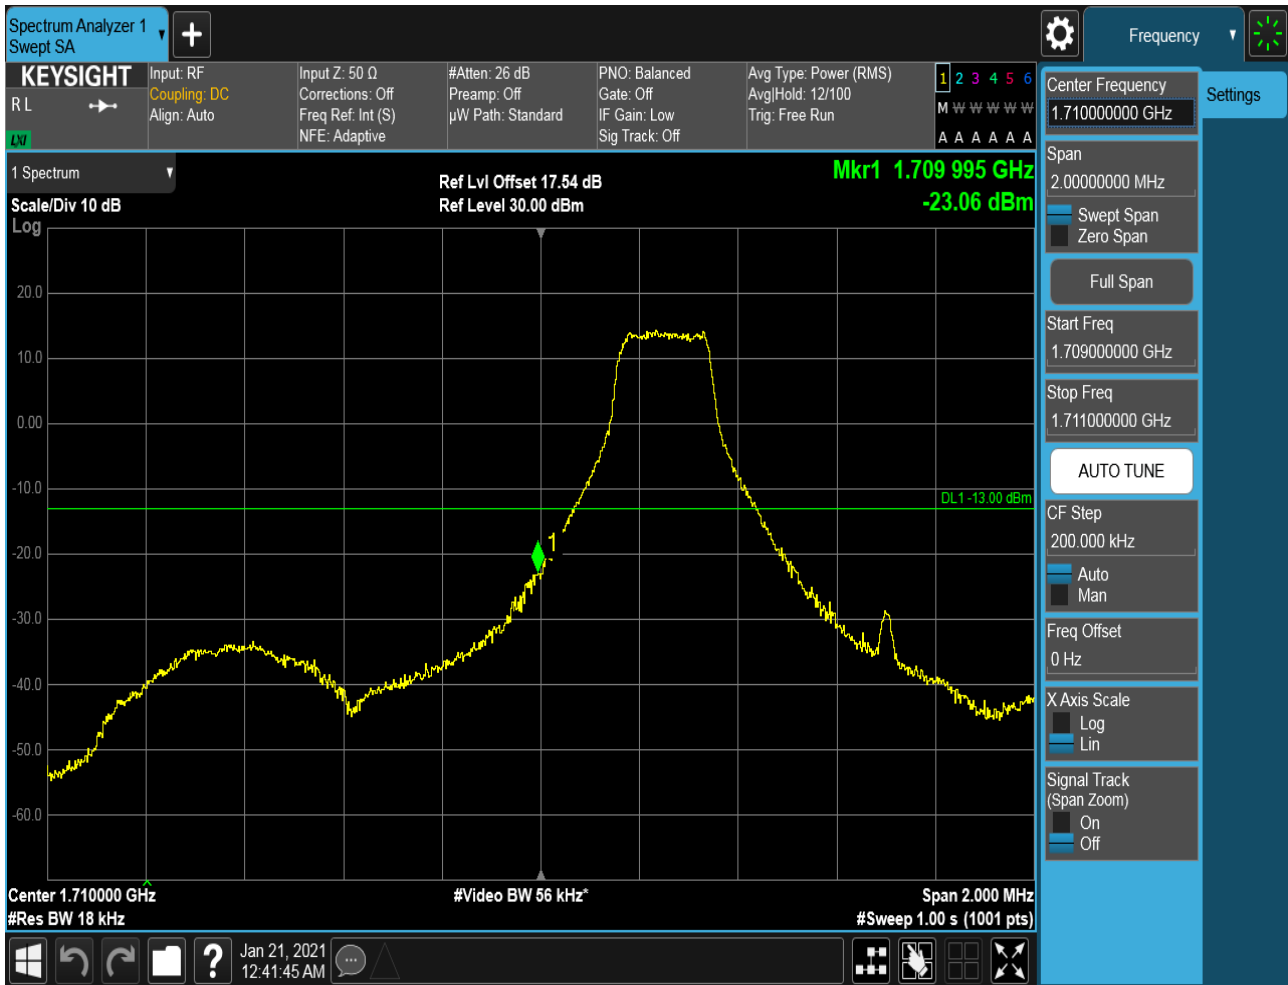 Spectrum Analyzer 1
Swept SA
+
Frequency
KEYSIGHT
R L
LXI
Input: RF
Coupling: DC
Align: Auto
Input Z: 50 Ω
Corrections: Off
Freq Ref: Int (S)
NFE: Adaptive
#Atten: 26 dB
Preamp: Off
µW Path: Standard
PNO: Balanced
Gate: Off
IF Gain: Low
Sig Track: Off
Avg Type: Power (RMS)
Avg|Hold: 12/100
Trig: Free Run
1 2 3 4 5 6
M W W W W W
A A A A A A
1 Spectrum
Scale/Div 10 dB
Log
Ref Lvl Offset 17.54 dB
Ref Level 30.00 dBm
Mkr1 1.709 995 GHz
-23.06 dBm
20.0
10.0
0.00
-10.0
-20.0
-30.0
-40.0
-50.0
-60.0
DL1 -13.00 dBm
1
Center 1.710000 GHz
#Res BW 18 kHz
#Video BW 56 kHz*
Span 2.000 MHz
#Sweep 1.00 s (1001 pts)
Center Frequency
1.710000000 GHz
Settings
Span
2.00000000 MHz
Swept Span
Zero Span
Full Span
Start Freq
1.709000000 GHz
Stop Freq
1.711000000 GHz
AUTO TUNE
CF Step
200.000 kHz
Auto
Man
Freq Offset
0 Hz
X Axis Scale
Log
Lin
Signal Track
(Span Zoom)
On
Off
?
Jan 21, 2021
12:41:45 AM